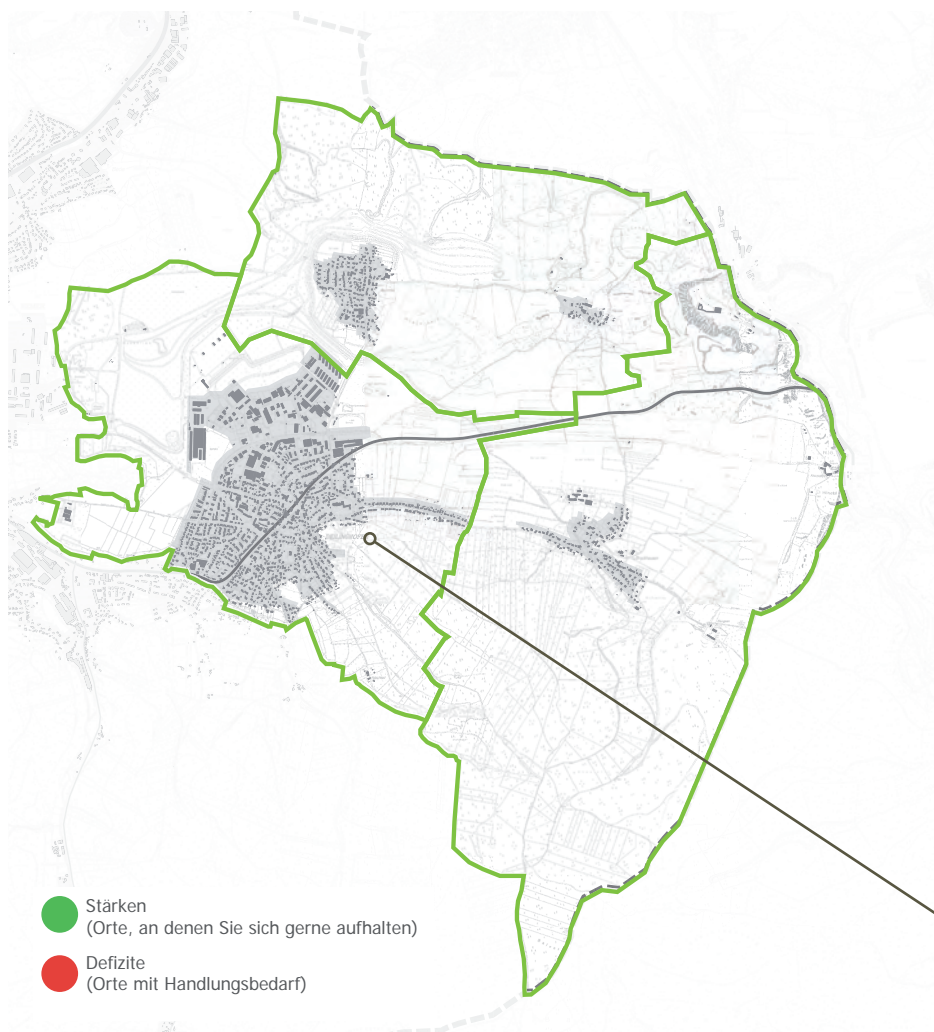 Stärken
(Orte, an denen Sie sich gerne aufhalten)
Defizite
(Orte mit Handlungsbedarf)